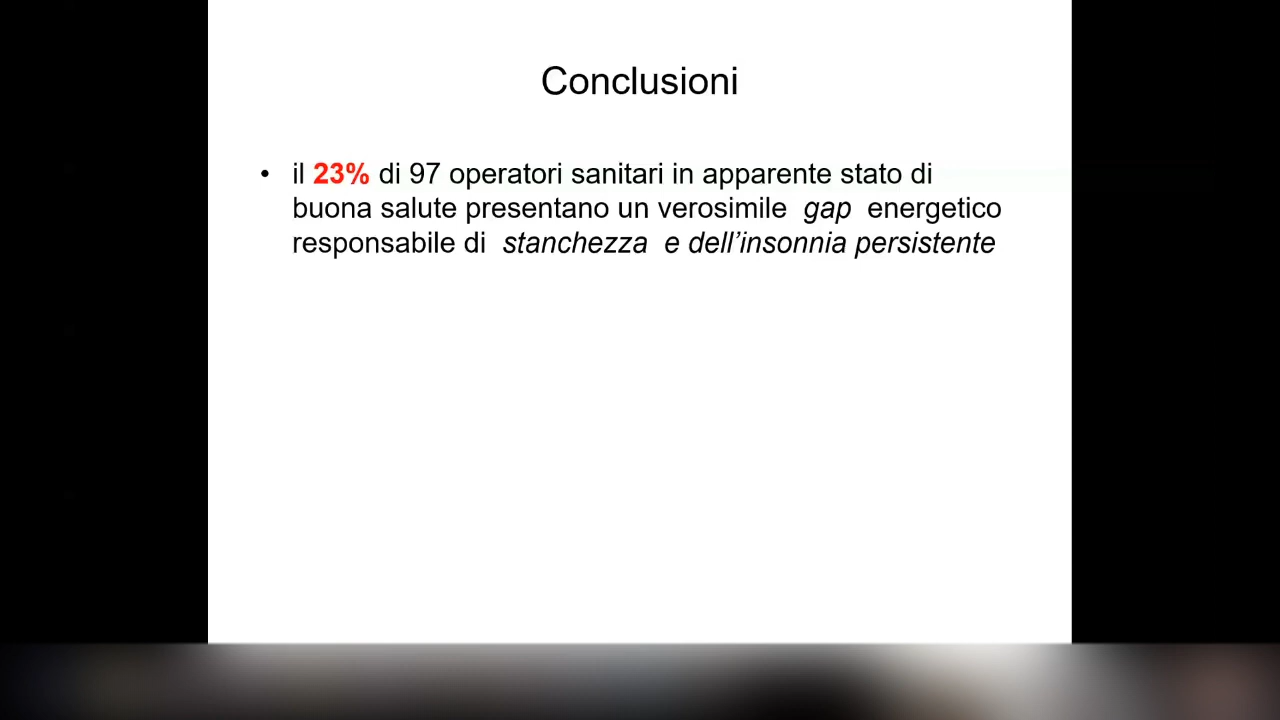 Conclusioni
• il 23% di 97 operatori sanitari in apparente stato di
buona salute presentano un verosimile gap energetico
responsabile di stanchezza e dell’insonnia persistente